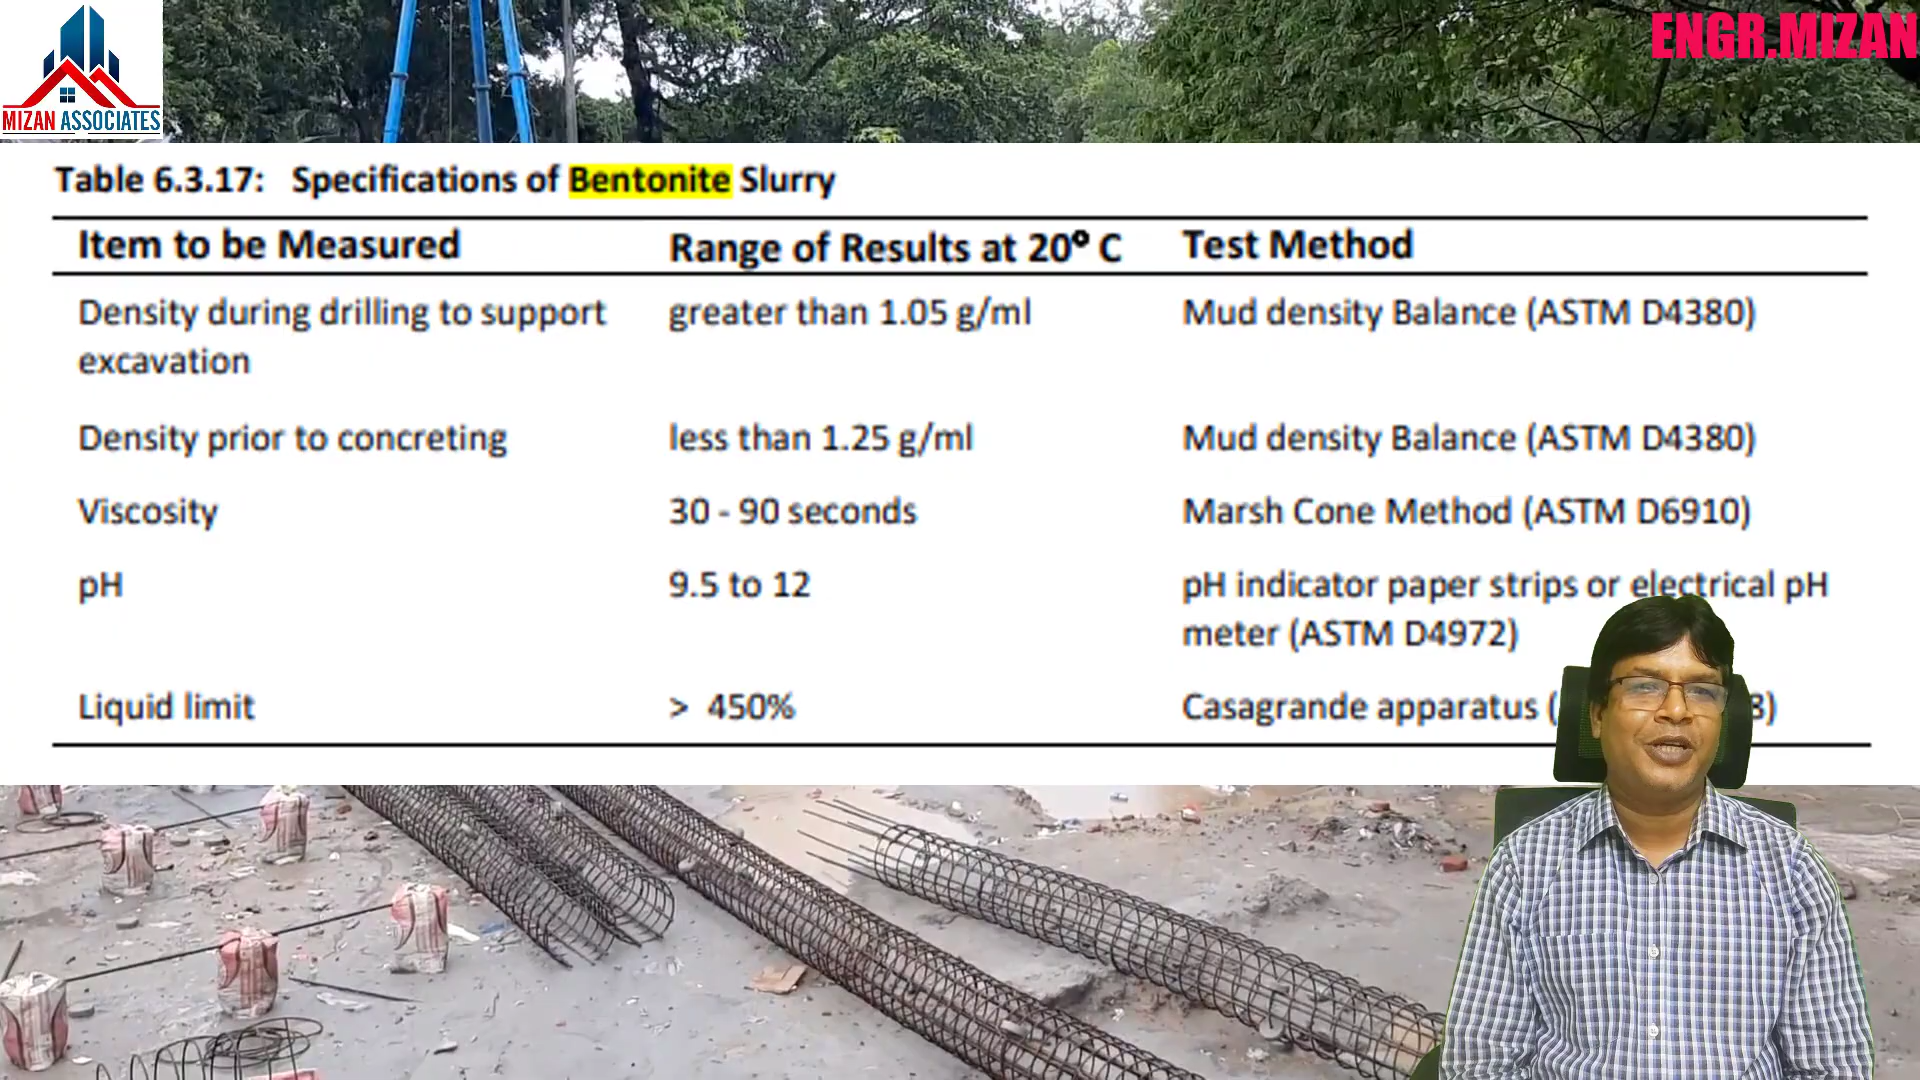 ENGR.MIZAN
MIZAN ASSOCIATES
Table 6.3.17: Specifications of Bentonite Slurry
Item to be Measured Range of Results at 20° C Test Method
Density during drilling to support greater than 1.05 g/ml Mud density Balance (ASTM D4380)
excavation
Density prior to concreting less than 1.25 g/ml Mud density Balance (ASTM D4380)
Viscosity 30 - 90 seconds Marsh Cone Method (ASTM D6910)
pH 9.5 to 12 pH indicator paper strips or electrical pH
meter (ASTM D4972)
Liquid limit > 450% Casagrande apparatus (